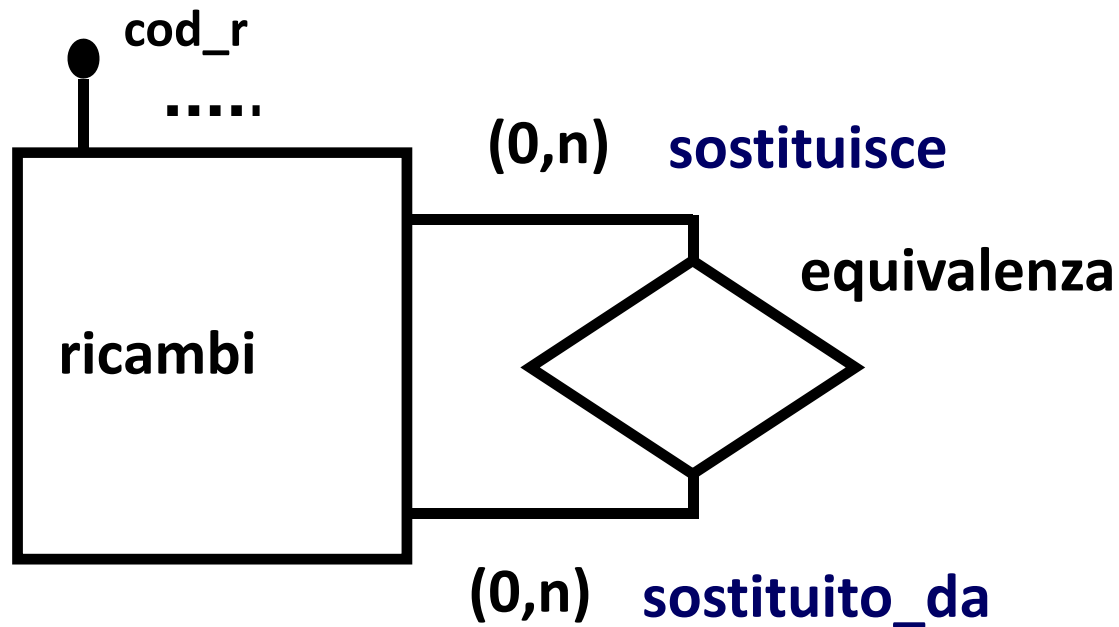 cod_r
.....
(0,n) sostituisce
equivalenza
ricambi
(0,n) sostituito_da